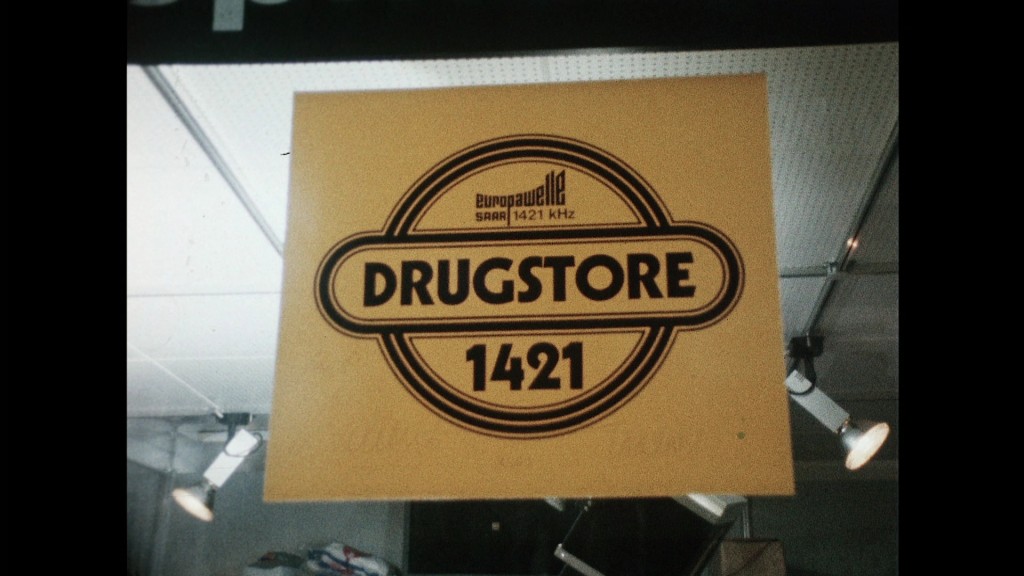 europawelle
SAAR 1421 kHz
DRUGSTORE
1421